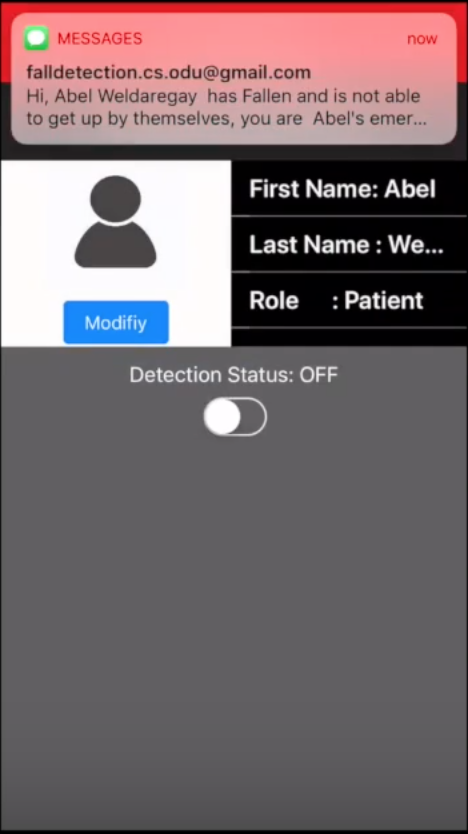 MESSAGES now
falldetection.cs.odu@gmail.com
Hi, Abel Weldaregay has Fallen and is not able
to get up by themselves, you are Abel's emer...
First Name: Abel
Last Name : We...
Role : Patient
Modifiy
Detection Status: OFF